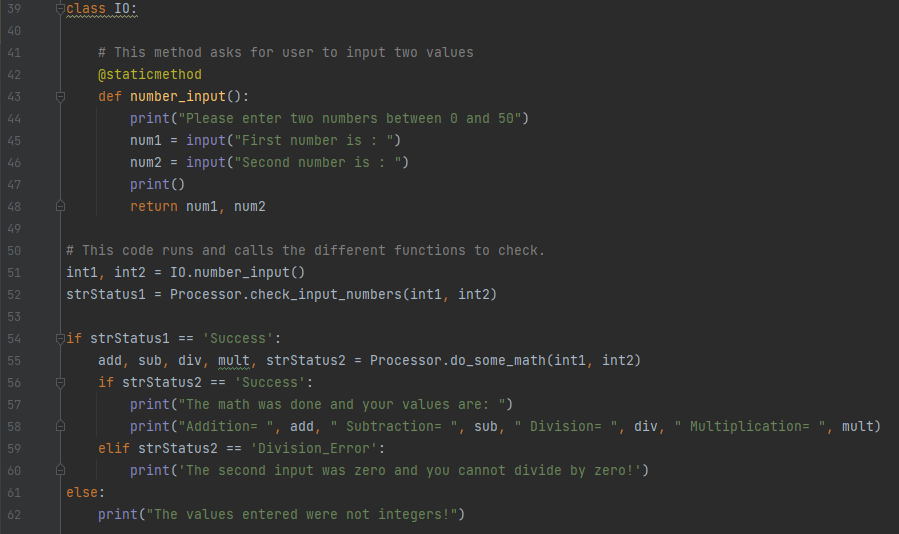 39 class IO:
40
41     # This method asks for user to input two values
42     @staticmethod
43     def number_input():
44         print("Please enter two numbers between 0 and 50")
45         num1 = input("First number is : ")
46         num2 = input("Second number is : ")
47         print()
48         return num1, num2
49
50 # This code runs and calls the different functions to check.
51 int1, int2 = IO.number_input()
52 strStatus1 = Processor.check_input_numbers(int1, int2)
53
54 if strStatus1 == 'Success':
55     add, sub, div, mult, strStatus2 = Processor.do_some_math(int1, int2)
56     if strStatus2 == 'Success':
57         print("The math was done and your values are: ")
58         print("Addition= ", add, " Subtraction= ", sub, " Division= ", div, " Multiplication= ", mult)
59     elif strStatus2 == 'Division_Error':
60         print('The second input was zero and you cannot divide by zero!')
61 else:
62     print("The values entered were not integers!")